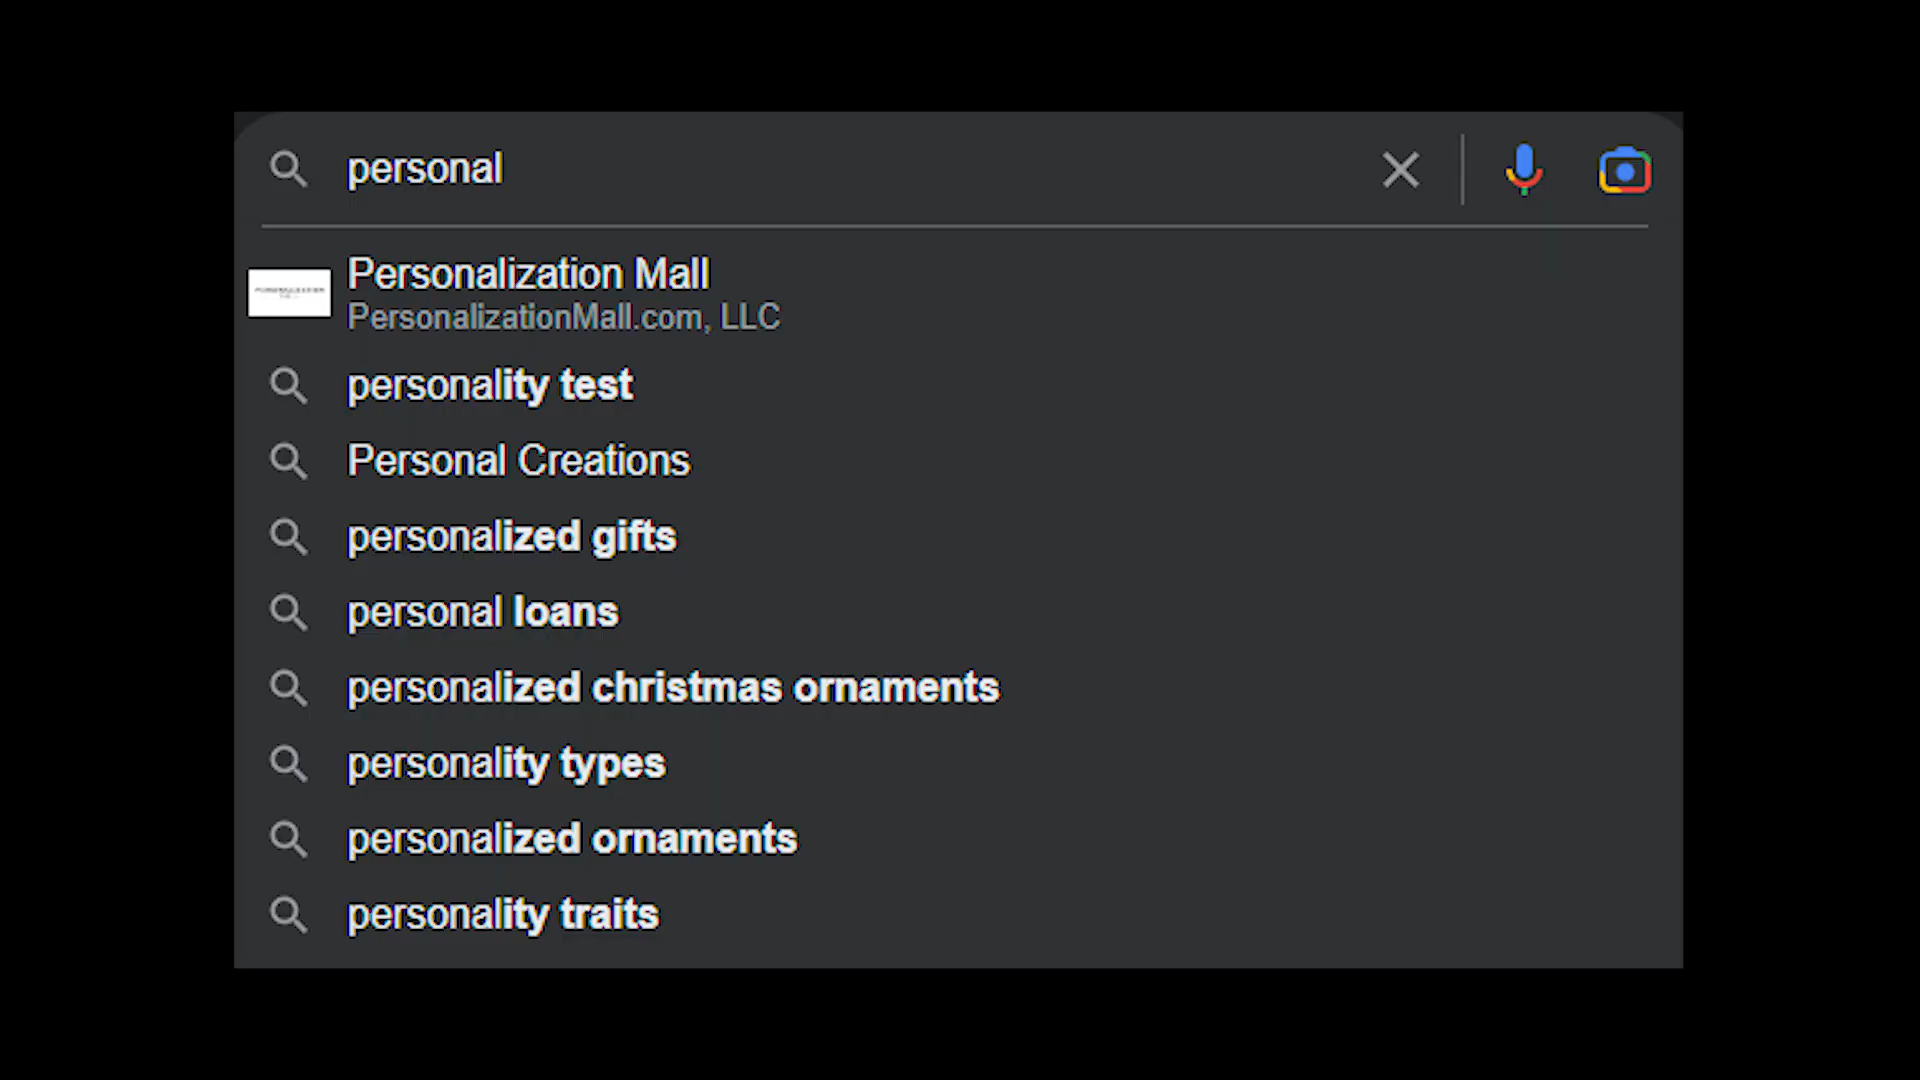 personal
Personalization Mall
PersonalizationMall.com, LLC
personality test
Personal Creations
personalized gifts
personal loans
personalized christmas ornaments
personality types
personalized ornaments
personality traits